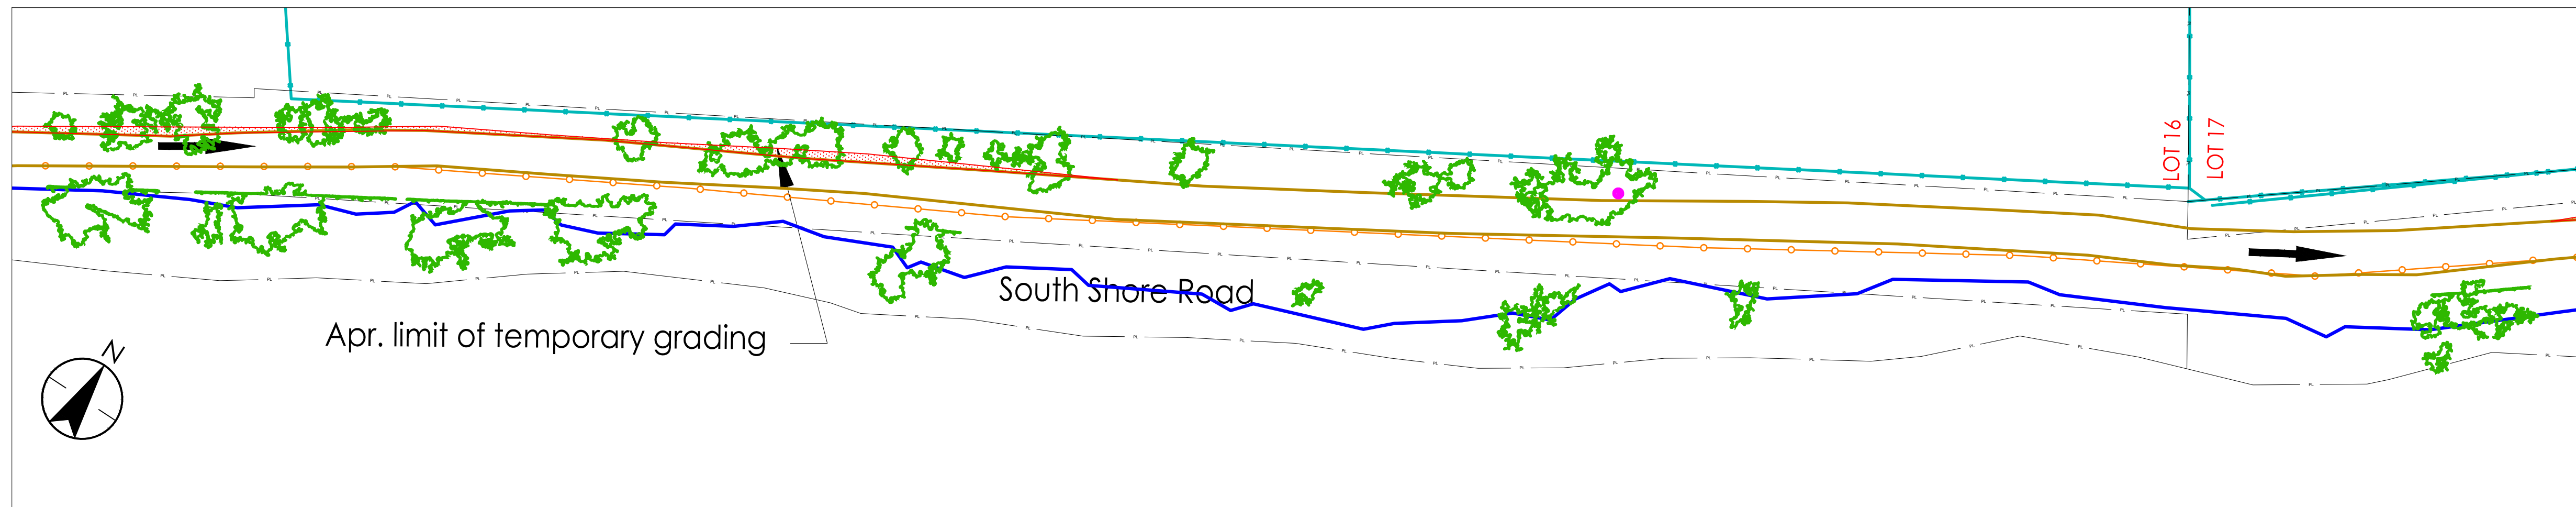 LOT 16
LOT 17
South Shore Road
Apr. limit of temporary grading
N